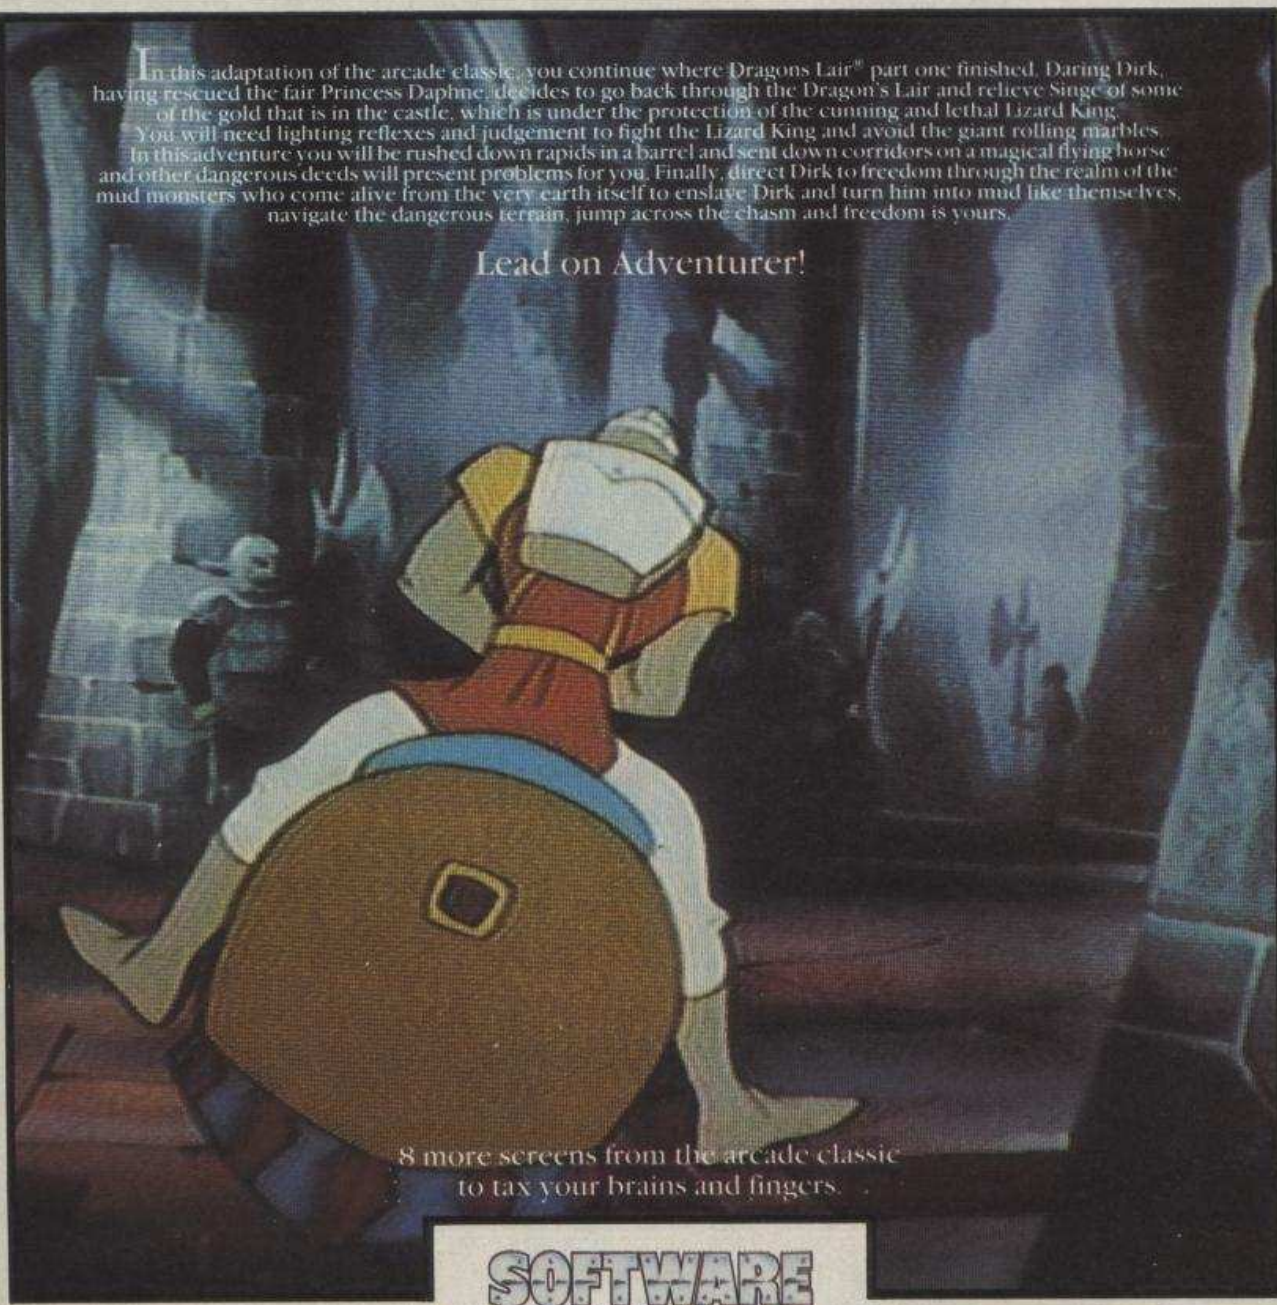 In this adaptation of the arcade classic, you continue where Dragons Lair® part one finished. Daring Dirk,
having rescued the fair Princess Daphne, decides to go back through the Dragon's Lair and relieve Singe of some
of the gold that is in the castle, which is under the protection of the cunning and lethal Lizard King.
You will need lighting reflexes and judgement to fight the Lizard King and avoid the giant rolling marbles.
In this adventure you will be rushed down rapids in a barrel and sent down corridors on a magical flying horse
and other dangerous deeds will present problems for you. Finally, direct Dirk to freedom through the realm of the
mud monsters who come alive from the very earth itself to enslave Dirk and turn him into mud like themselves,
navigate the dangerous terrain, jump across the chasm and freedom is yours.
Lead on Adventurer!
8 more screens from the arcade classic
to tax your brains and fingers.
SOFTWARE